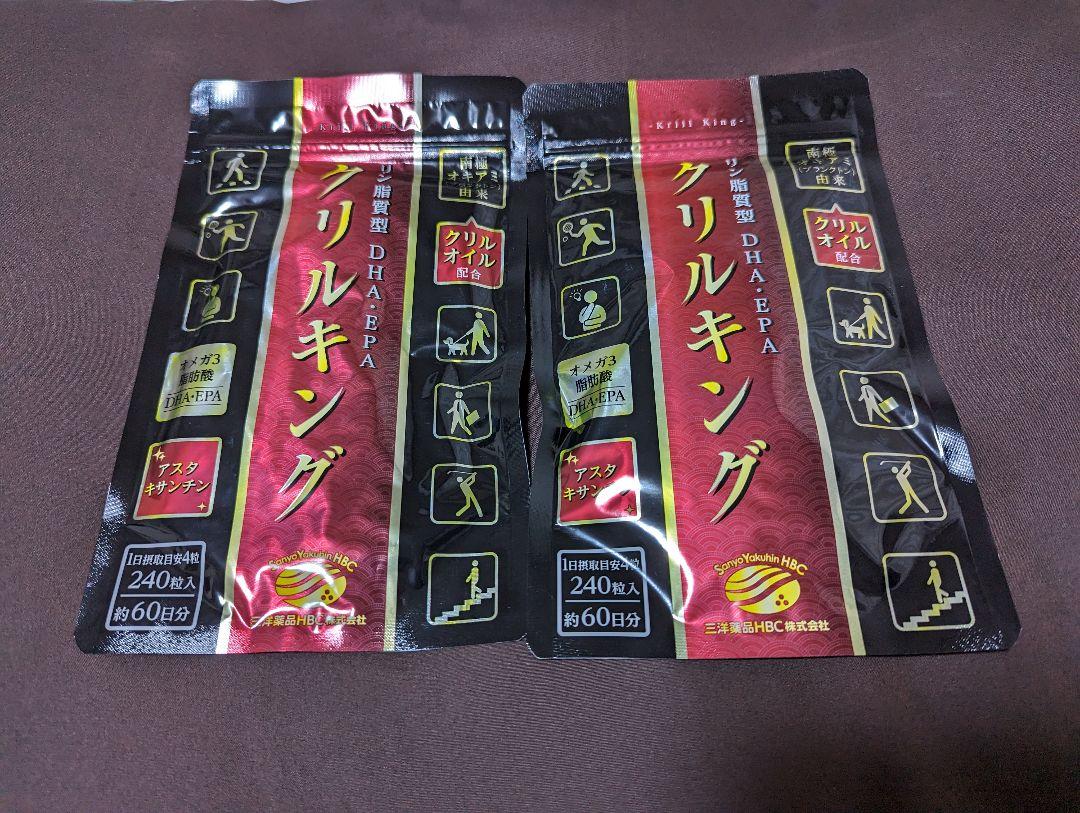 Krill King
リン脂質型 DHA・EPA
クリルキング
南極
オキアミ
由来
クリル
オイル
配合
オメガ3
脂肪酸
DHA・EPA
アスタ
キサンチン
1日摂取目安4粒
240粒入
約60日分
Sanyo Yakuhin HBC
三洋薬品HBC株式会社
-Krill King-
リン脂質型 DHA・EPA
クリルキング
南極
オキアミ
(プランクトン)
由来
クリル
オイル
配合
オメガ3
脂肪酸
DHA・EPA
アスタ
キサンチン
1日摂取目安4粒
240粒入
約60日分
Sanyo Yakuhin HBC
三洋薬品HBC株式会社